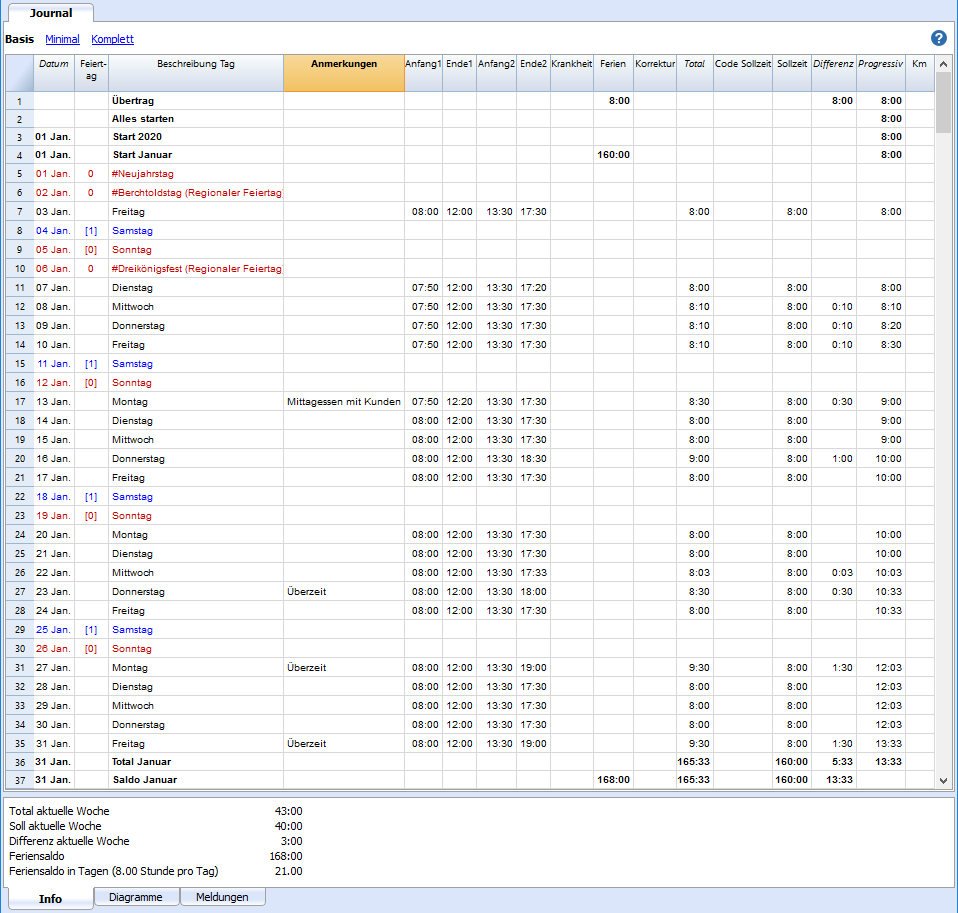 Journal
Basis Minimal Komplett ?
Datum Feiert-ag Beschreibung Tag Anmerkungen Anfang1 Ende1 Anfang2 Ende2 Krankheit Ferien Korrektur Total Code Sollzeit Sollzeit Differenz Progressiv Km
1 Übertrag 8:00 8:00 8:00
2 Alles starten 8:00
3 01 Jan. Start 2020 8:00
4 01 Jan. Start Januar 160:00 8:00
5 01 Jan. 0 #Neujahrstag
6 02 Jan. 0 #Berchtoldstag (Regionaler Feiertag
7 03 Jan. Freitag 08:00 12:00 13:30 17:30 8:00 8:00 8:00
8 04 Jan. [1] Samstag
9 05 Jan. [0] Sonntag
10 06 Jan. 0 #Dreikönigsfest (Regionaler Feiertag
11 07 Jan. Dienstag 07:50 12:00 13:30 17:20 8:00 8:00 8:00
12 08 Jan. Mittwoch 07:50 12:00 13:30 17:30 8:10 8:00 0:10 8:10
13 09 Jan. Donnerstag 07:50 12:00 13:30 17:30 8:10 8:00 0:10 8:20
14 10 Jan. Freitag 07:50 12:00 13:30 17:30 8:10 8:00 0:10 8:30
15 11 Jan. [1] Samstag
16 12 Jan. [0] Sonntag
17 13 Jan. Montag Mittagessen mit Kunden 07:50 12:20 13:30 17:30 8:30 8:00 0:30 9:00
18 14 Jan. Dienstag 08:00 12:00 13:30 17:30 8:00 8:00 9:00
19 15 Jan. Mittwoch 08:00 12:00 13:30 17:30 8:00 8:00 9:00
20 16 Jan. Donnerstag 08:00 12:00 13:30 18:30 9:00 8:00 1:00 10:00
21 17 Jan. Freitag 08:00 12:00 13:30 17:30 8:00 8:00 10:00
22 18 Jan. [1] Samstag
23 19 Jan. [0] Sonntag
24 20 Jan. Montag 08:00 12:00 13:30 17:30 8:00 8:00 10:00
25 21 Jan. Dienstag 08:00 12:00 13:30 17:30 8:00 8:00 10:00
26 22 Jan. Mittwoch 08:00 12:00 13:30 17:33 8:03 8:00 0:03 10:03
27 23 Jan. Donnerstag Überzeit 08:00 12:00 13:30 18:00 8:30 8:00 0:30 10:33
28 24 Jan. Freitag 08:00 12:00 13:30 17:30 8:00 8:00 10:33
29 25 Jan. [1] Samstag
30 26 Jan. [0] Sonntag
31 27 Jan. Montag Überzeit 08:00 12:00 13:30 19:00 9:30 8:00 1:30 12:03
32 28 Jan. Dienstag 08:00 12:00 13:30 17:30 8:00 8:00 12:03
33 29 Jan. Mittwoch 08:00 12:00 13:30 17:30 8:00 8:00 12:03
34 30 Jan. Donnerstag 08:00 12:00 13:30 17:30 8:00 8:00 12:03
35 31 Jan. Freitag Überzeit 08:00 12:00 13:30 19:00 9:30 8:00 1:30 13:33
36 31 Jan. Total Januar 165:33 160:00 5:33 13:33
37 31 Jan. Saldo Januar 168:00 165:33 160:00 13:33
Total aktuelle Woche 43:00
Soll aktuelle Woche 40:00
Differenz aktuelle Woche 3:00
Feriensaldo 168:00
Feriensaldo in Tagen (8.00 Stunde pro Tag) 21.00
Info Diagramme Meldungen